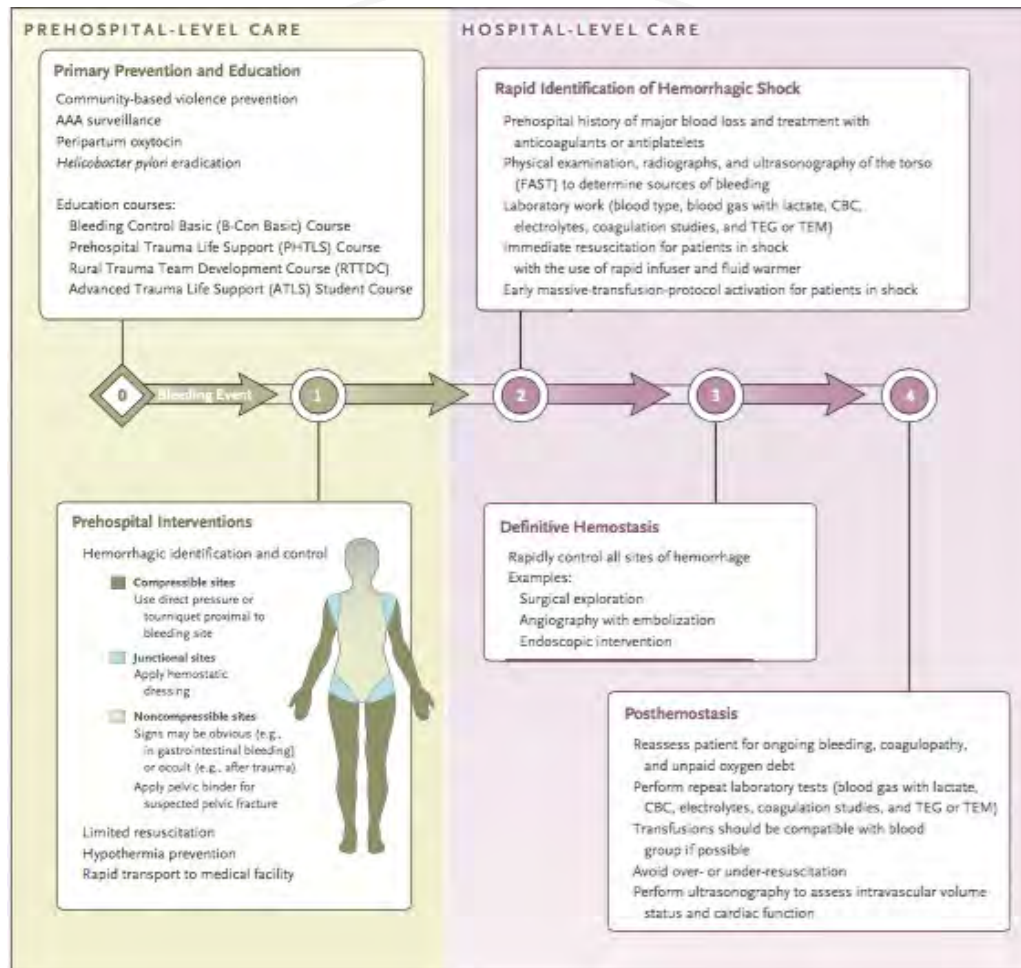 PREHOSPITAL-LEVEL CARE
Primary Prevention and Education
Community-based violence prevention
AAA surveillance
Peripartum oxytocin
Helicobacter pylori eradication
Education courses:
Bleeding Control Basic (B-Con Basic) Course
Prehospital Trauma Life Support (PHTLS) Course
Rural Trauma Team Development Course (RTTDC)
Advanced Trauma Life Support (ATLS) Student Course
HOSPITAL-LEVEL CARE
Rapid Identification of Hemorrhagic Shock
Prehospital history of major blood loss and treatment with
anticoagulants or antiplatelets
Physical examination, radiographs, and ultrasonography of the torso
(FAST) to determine sources of bleeding
Laboratory work (blood type, blood gas with lactate, CBC,
electrolytes, coagulation studies, and TEG or TEM)
Immediate resuscitation for patients in shock
with the use of rapid infuser and fluid warmer
Early massive-transfusion-protocol activation for patients in shock
0
Bleeding Event
1
2
3
4
Prehospital Interventions
Hemorrhagic identification and control
Compressible sites
Use direct pressure or
tourniquet proximal to
bleeding site
Junctional sites
Apply hemostatic
dressing
Noncompressible sites
Signs may be obvious (e.g.,
in gastrointestinal bleeding)
or occult (e.g., after trauma)
Apply pelvic binder for
suspected pelvic fracture
Limited resuscitation
Hypothermia prevention
Rapid transport to medical facility
Definitive Hemostasis
Rapidly control all sites of hemorrhage
Examples:
Surgical exploration
Angiography with embolization
Endoscopic intervention
Posthemostasis
Reassess patient for ongoing bleeding, coagulopathy,
and unpaid oxygen debt
Perform repeat laboratory tests (blood gas with lactate,
CBC, electrolytes, coagulation studies, and TEG or TEM)
Transfusions should be compatible with blood
group if possible
Avoid over- or under-resuscitation
Perform ultrasonography to assess intravascular volume
status and cardiac function